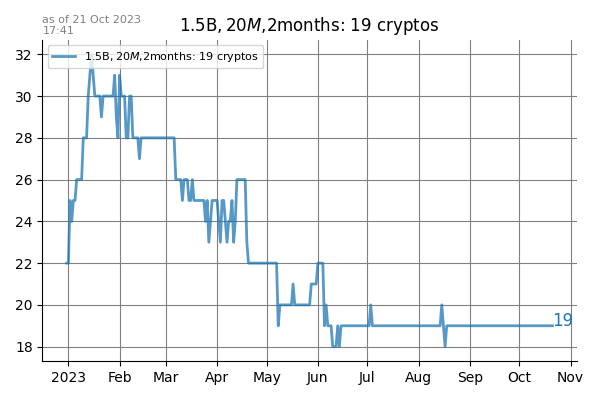 as of 21 Oct 2023
17:41
1.5B, 20M,2months: 19 cryptos
1.5B, 20M,2months: 19 cryptos
32
30
28
26
24
22
20
18
19
2023 Feb Mar Apr May Jun Jul Aug Sep Oct Nov